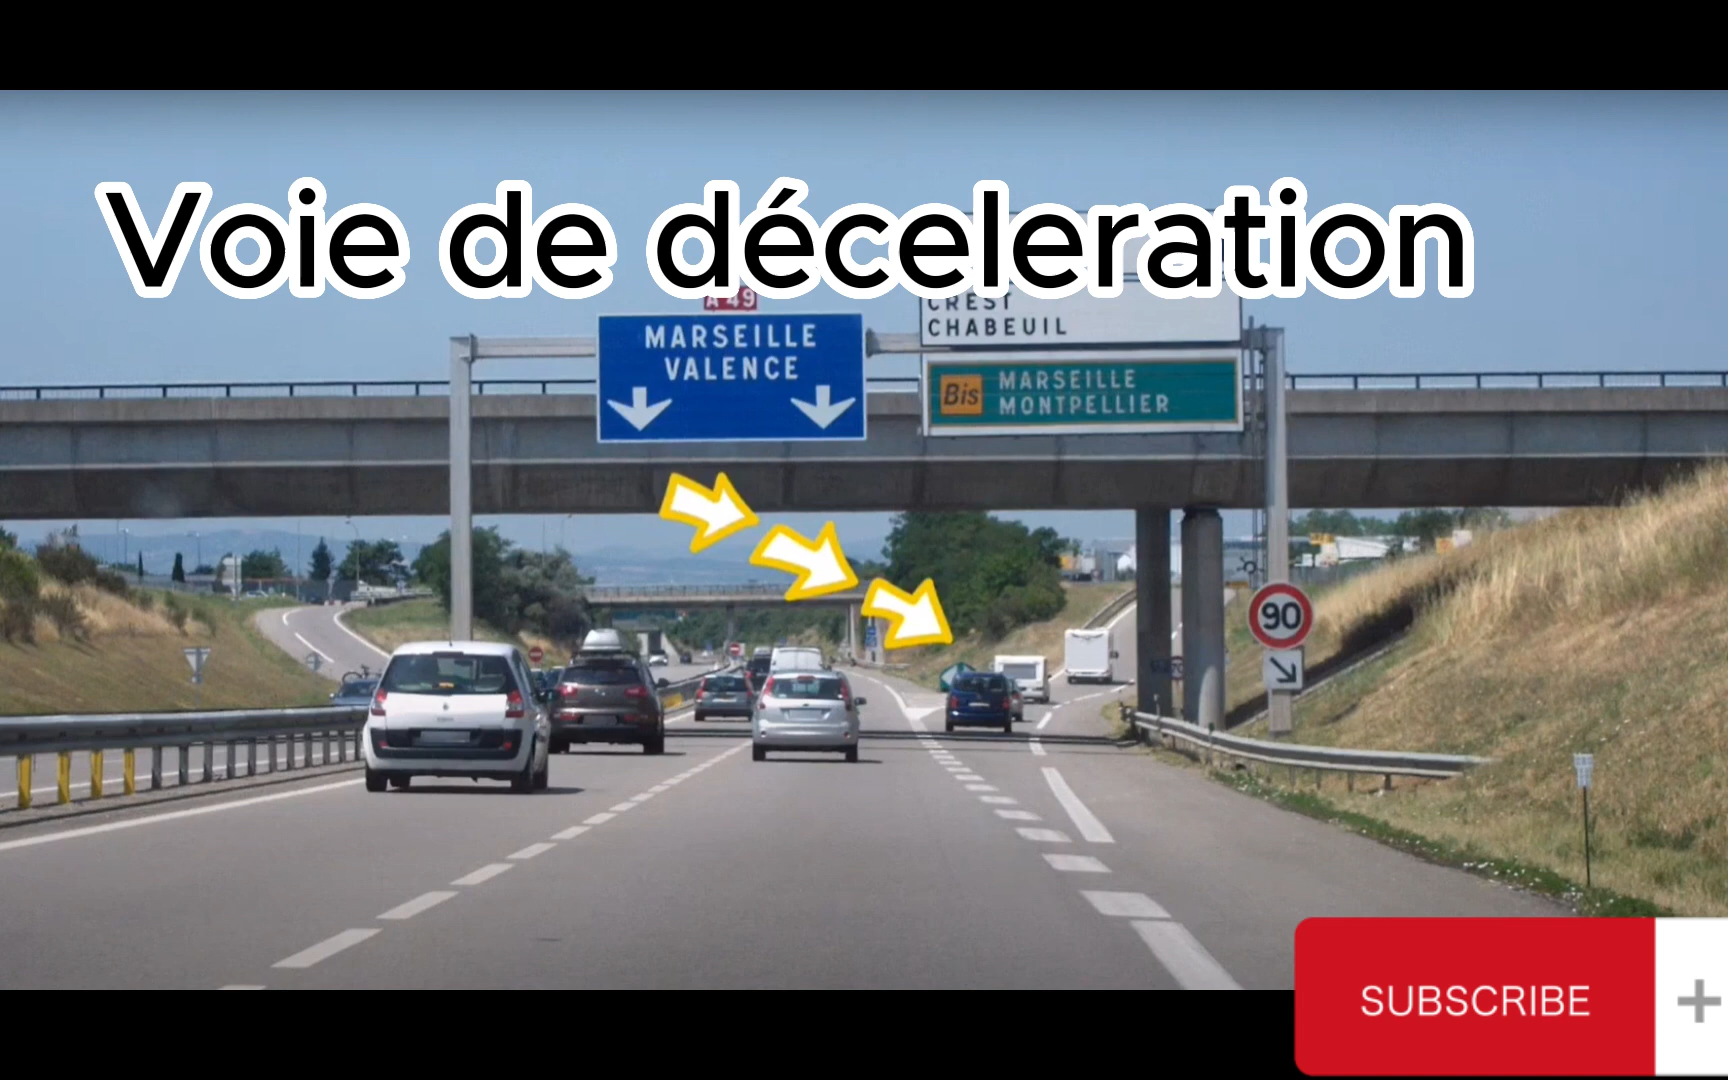 Voie de déceleration
A 49
MARSEILLE
VALENCE
CREST
CHABEUIL
Bis
MARSEILLE
MONTPELLIER
90
SUBSCRIBE